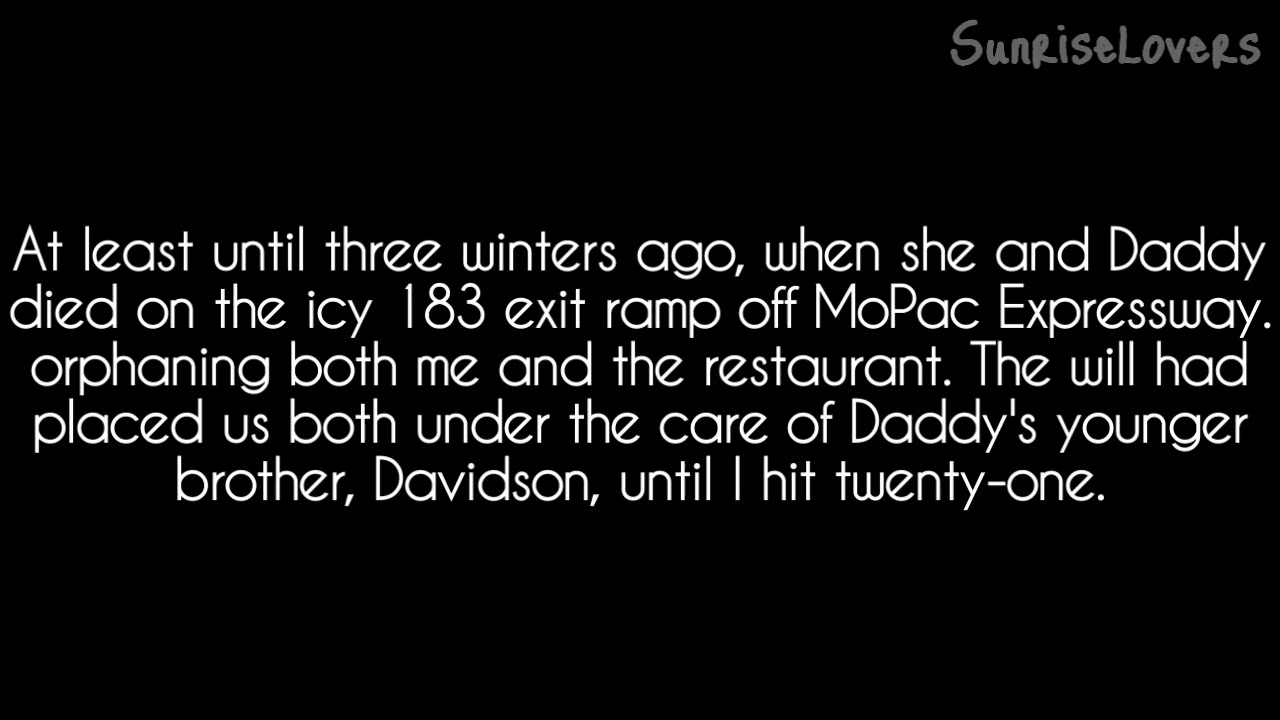 SunriseLovers
At least until three winters ago, when she and Daddy
died on the icy 183 exit ramp off MoPac Expressway.
orphaning both me and the restaurant. The will had
placed us both under the care of Daddy's younger
brother, Davidson, until I hit twenty-one.